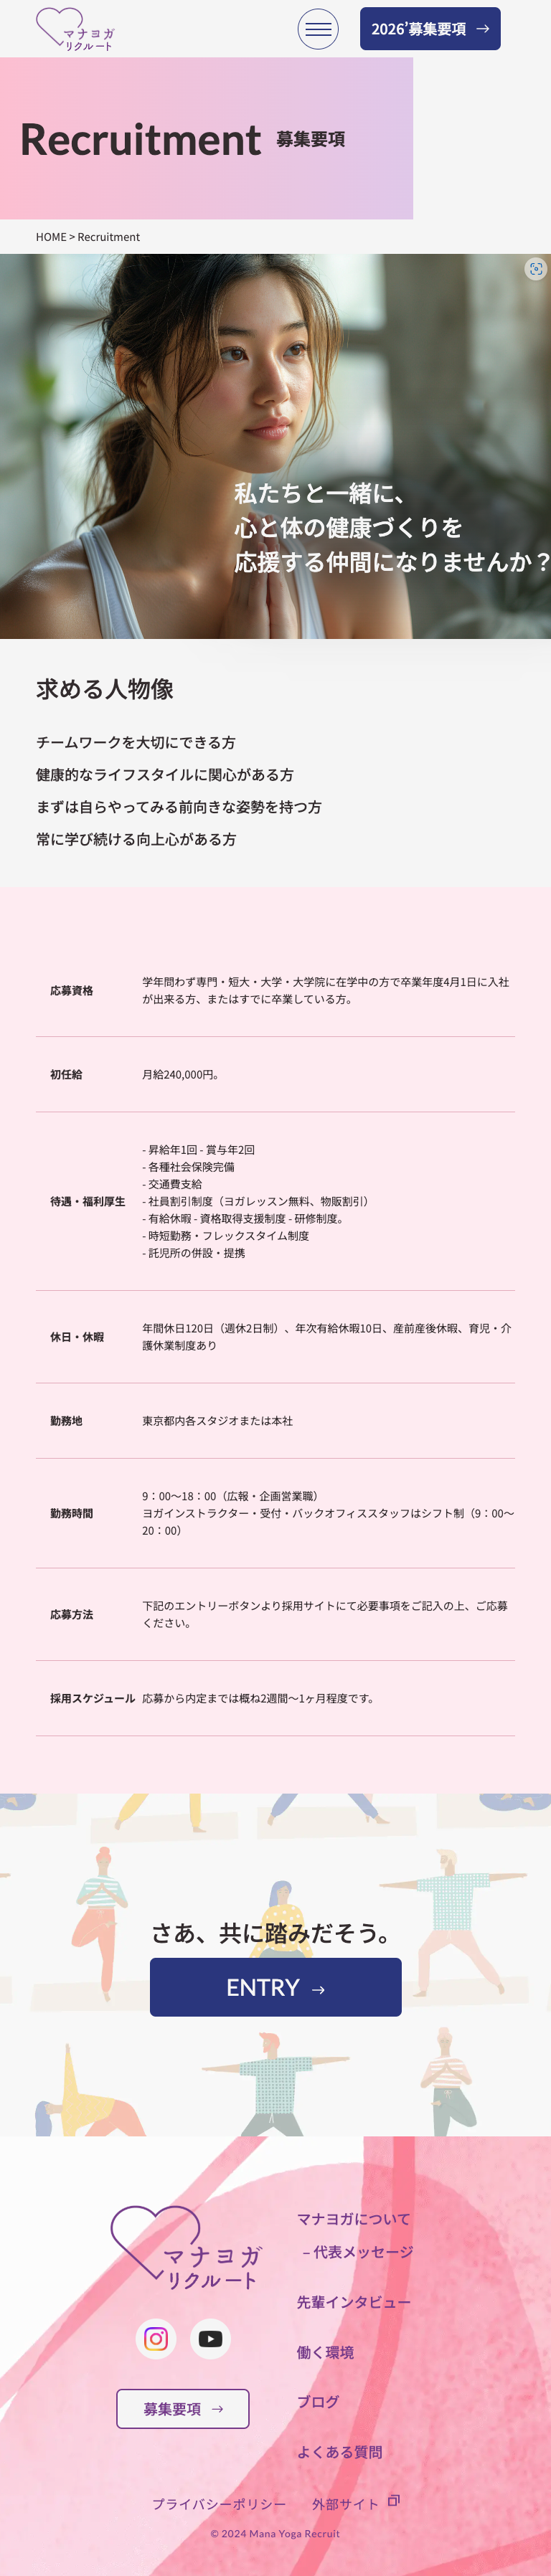 マナヨガ
リクルート
2026’募集要項 →
Recruitment 募集要項
HOME > Recruitment
私たちと一緒に、
心と体の健康づくりを
応援する仲間になりませんか？
求める人物像
チームワークを大切にできる方
健康的なライフスタイルに関心がある方
まずは自らやってみる前向きな姿勢を持つ方
常に学び続ける向上心がある方
応募資格
学年問わず専門・短大・大学・大学院に在学中の方で卒業年度4月1日に入社
が出来る方、またはすでに卒業している方。
初任給
月給240,000円。
待遇・福利厚生
- 昇給年1回 - 賞与年2回
- 各種社会保険完備
- 交通費支給
- 社員割引制度（ヨガレッスン無料、物販割引）
- 有給休暇 - 資格取得支援制度 - 研修制度。
- 時短勤務・フレックスタイム制度
- 託児所の併設・提携
休日・休暇
年間休日120日（週休2日制）、年次有給休暇10日、産前産後休暇、育児・介
護休業制度あり
勤務地
東京都内各スタジオまたは本社
勤務時間
9：00〜18：00（広報・企画営業職）
ヨガインストラクター・受付・バックオフィススタッフはシフト制（9：00〜
20：00）
応募方法
下記のエントリーボタンより採用サイトにて必要事項をご記入の上、ご応募
ください。
採用スケジュール
応募から内定までは概ね2週間〜1ヶ月程度です。
さあ、共に踏みだそう。
ENTRY →
マナヨガ
リクルート
募集要項 →
マナヨガについて
– 代表メッセージ
先輩インタビュー
働く環境
ブログ
よくある質問
プライバシーポリシー 外部サイト
© 2024 Mana Yoga Recruit